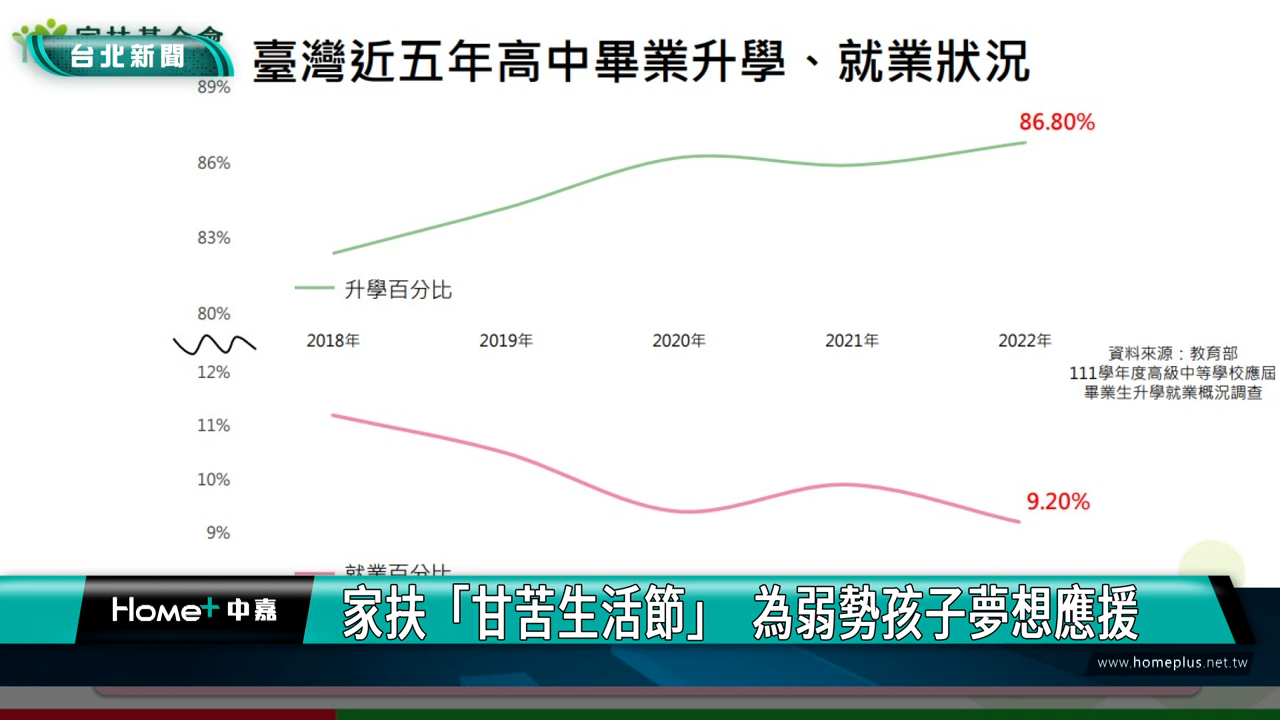 台北新聞
臺灣近五年高中畢業升學、就業狀況
89%
86.80%
86%
83%
升學百分比
80%
2018年 2019年 2020年 2021年 2022年
資料來源：教育部
111學年度高級中等學校應屆
畢業生升學就業概況調查
12%
11%
10%
9.20%
9%
就業百分比
Home+中嘉
家扶「甘苦生活節」 為弱勢孩子夢想應援
www.homeplus.net.tw